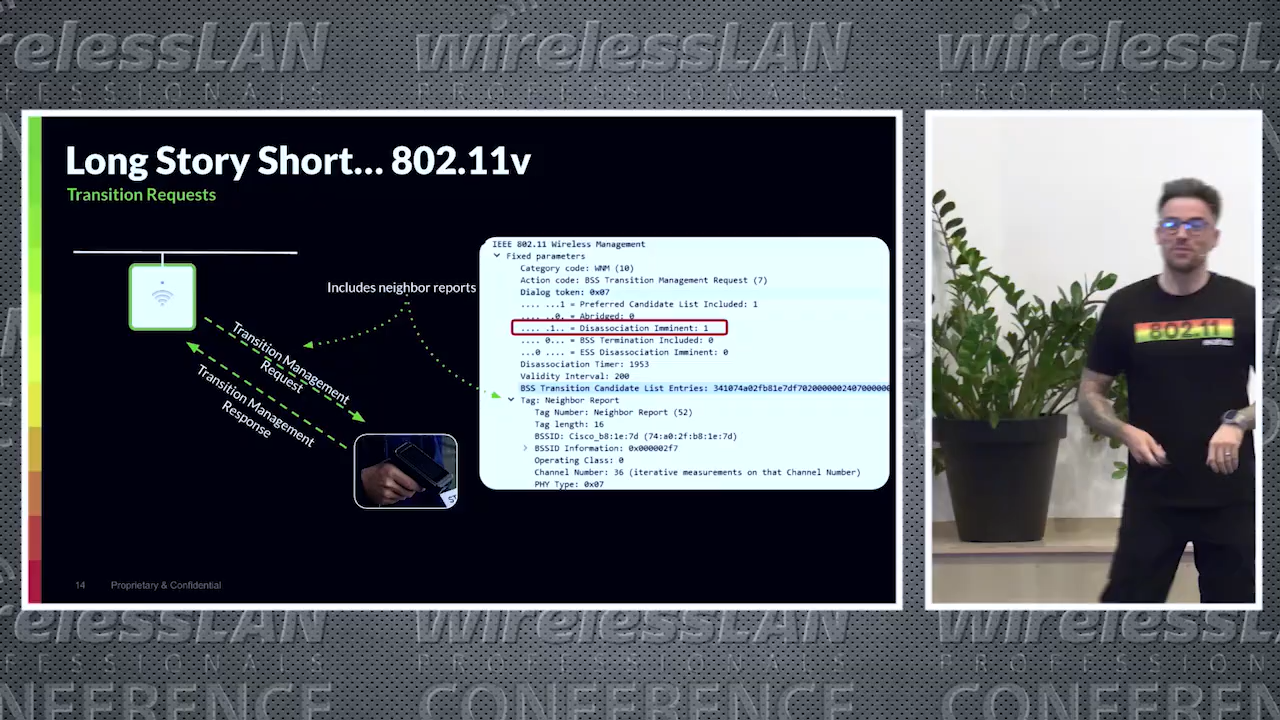 wirelessLAN
PROFESSIONALS
Long Story Short... 802.11v
Transition Requests
Includes neighbor reports
Transition Management
Request
Transition Management
Response
IEEE 802.11 Wireless Management
Fixed parameters
Category code: WNM (10)
Action code: BSS Transition Management Request (7)
Dialog token: 0x07
.... ...1 = Preferred Candidate List Included: 1
.... ..0. = Abridged: 0
.... .1.. = Disassociation Imminent: 1
.... 0... = BSS Termination Included: 0
...0 .... = ESS Disassociation Imminent: 0
Disassociation Timer: 1953
Validity Interval: 200
BSS Transition Candidate List Entries: 341074a02fb81e7df7020000002407000000
Tag: Neighbor Report
Tag Number: Neighbor Report (52)
Tag length: 16
BSSID: Cisco_b8:1e:7d (74:a0:2f:b8:1e:7d)
BSSID Information: 0x000002f7
Operating Class: 0
Channel Number: 36 (iterative measurements on that Channel Number)
PHY Type: 0x07
802.11
14 Proprietary & Confidential
wirelessLAN
PROFESSIONALS
CONFERENCE